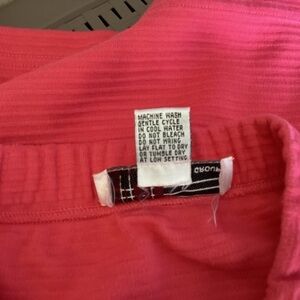 MACHINE WASH
GENTLE CYCLE
IN COOL WATER
DO NOT BLEACH
DO NOT WRING
LAY FLAT TO DRY
OR TUMBLE DRY
AT LOW SETTING